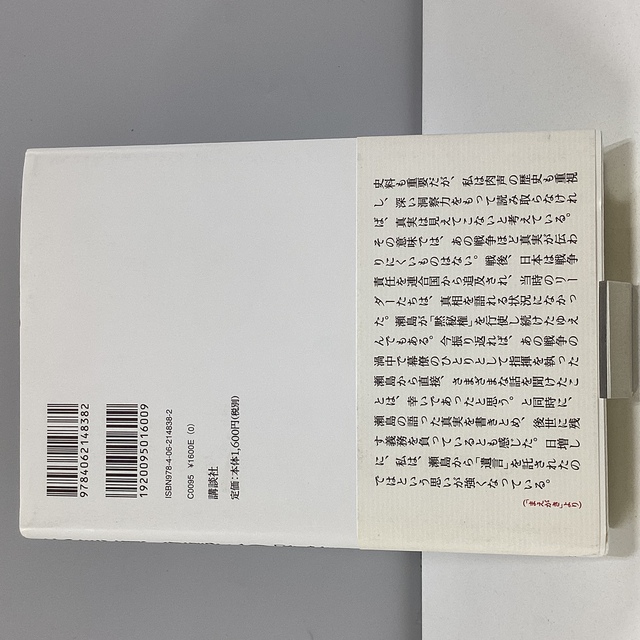 9784062148382
1920095016009
ISBN978-4-06-214838-2
C0095 ¥1600E (0)
講談社
定価:本体1,600円(税別)
史料も重要だが、私は肉声の歴史も重視
し、深い洞察力をもって読み取らなけれ
ば、真実は見えてこないと考えている。
その意味では、あの戦争ほど真実が伝わ
りにくいものはない。戦後、日本は戦争
責任を連合国から追及され、当時のリー
ダーたちは、真相を語れる状況になかっ
た。瀬島が「黙秘権」を行使し続けたゆえ
んでもある。今振り返れば、あの戦争の
渦中で幕僚のひとりとして指揮を執った
瀬島から直接、さまざまな話を聞けたこ
とは、幸いであったと思う。と同時に、
瀬島の語った真実を書きとめ、後世に残
す義務を負っているとも感じた。日増し
に、私は、瀬島から「遺言」を託されたの
ではという思いが強くなっている。
(「まえがき」より)